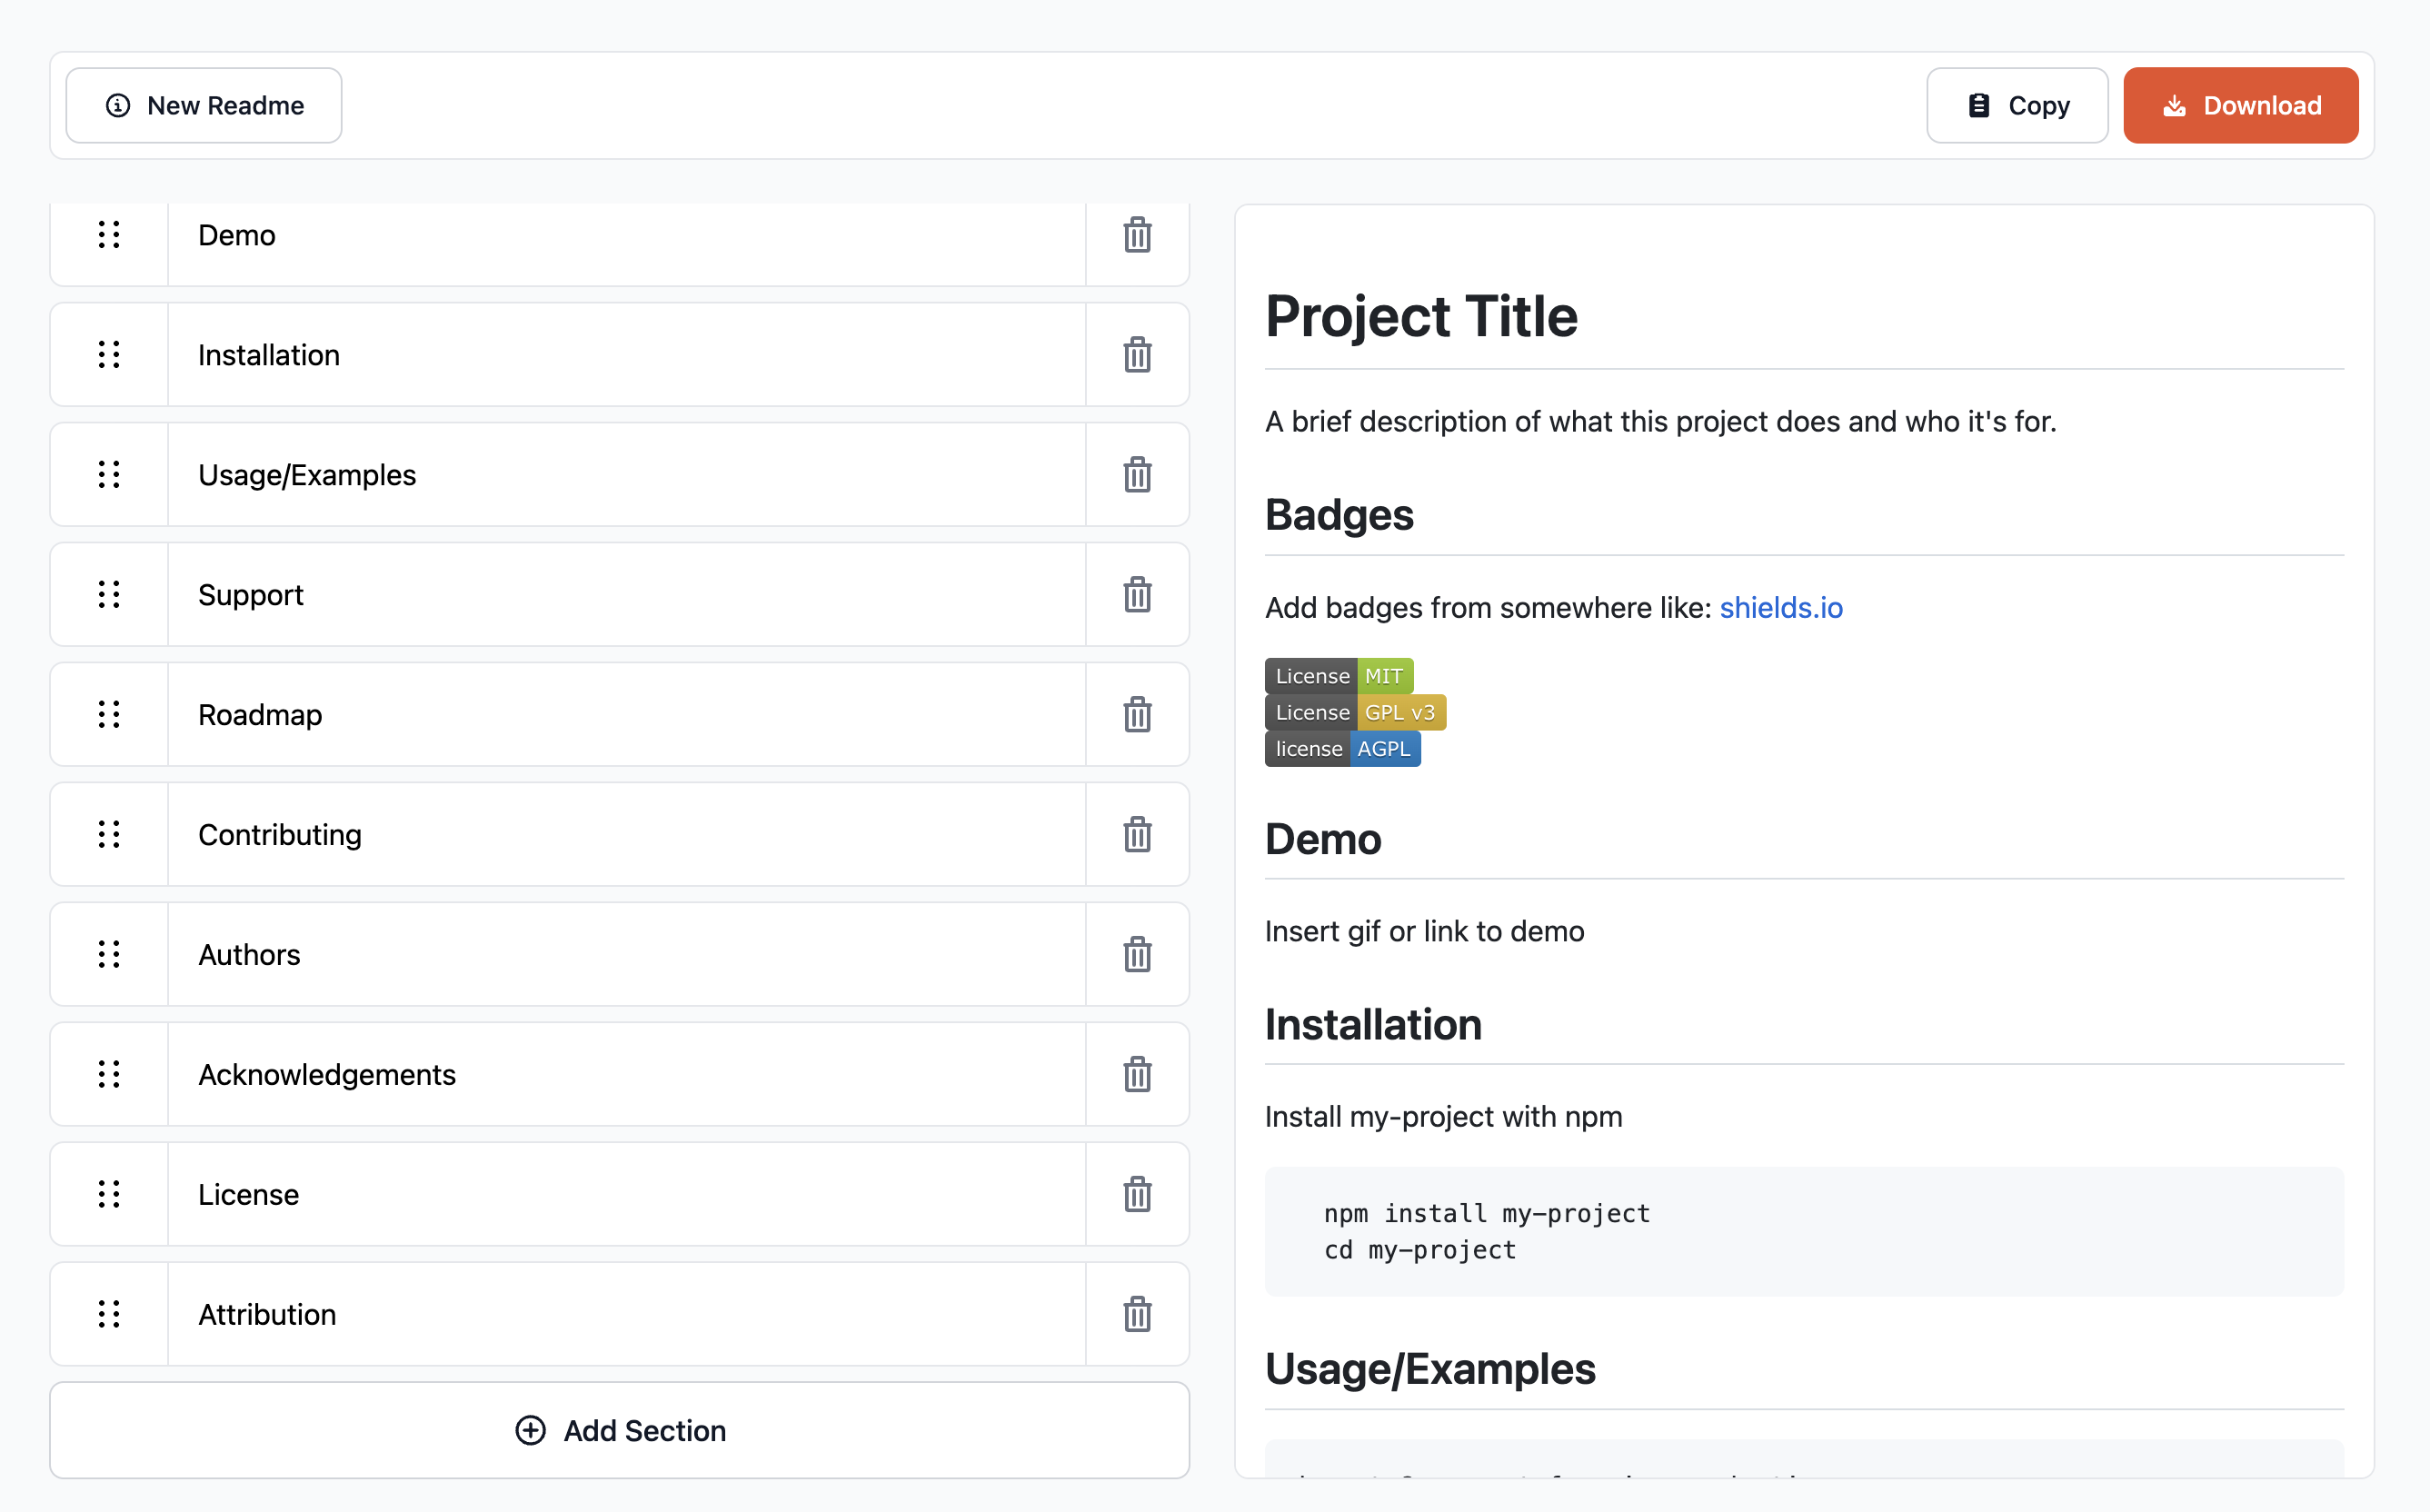 New Readme
Copy
Download
Demo
Installation
Usage/Examples
Support
Roadmap
Contributing
Authors
Acknowledgements
License
Attribution
Add Section
Project Title
A brief description of what this project does and who it's for.
Badges
Add badges from somewhere like: shields.io
License MIT
License GPL v3
license AGPL
Demo
Insert gif or link to demo
Installation
Install my-project with npm
npm install my-project
cd my-project
Usage/Examples